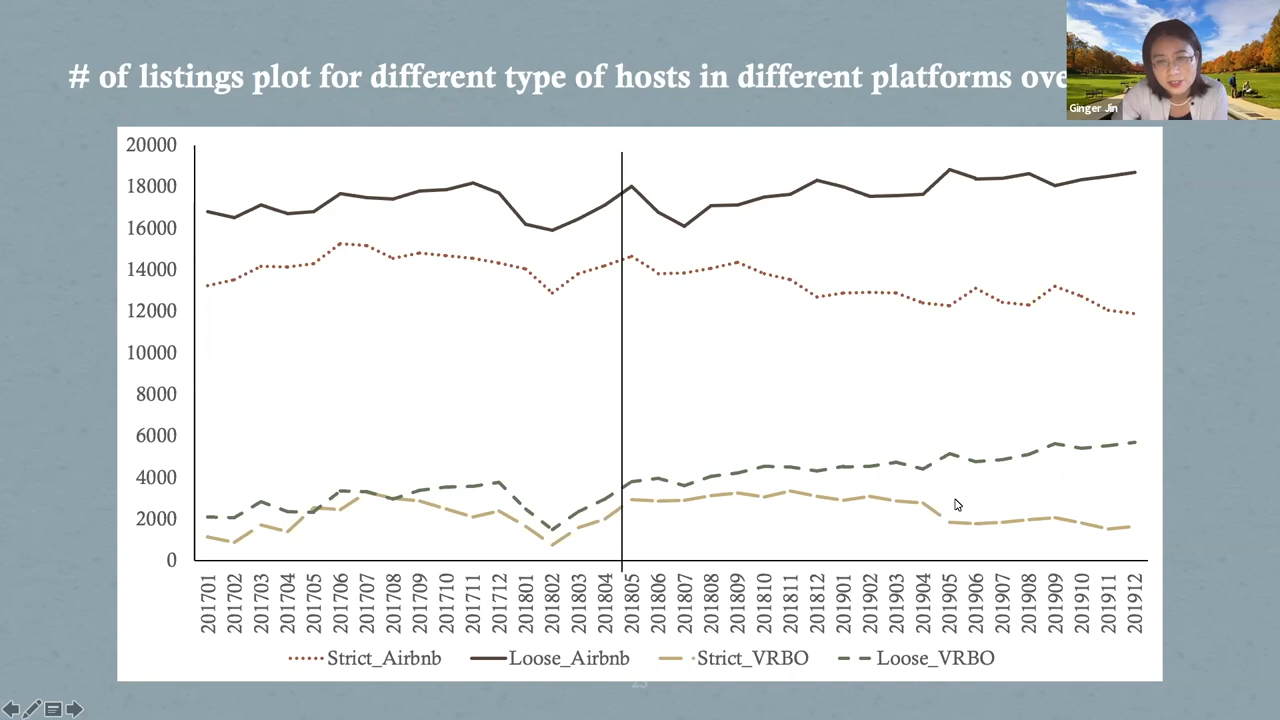 # of listings plot for different type of hosts in different platforms ove
Ginger Jin
20000
18000
16000
14000
12000
10000
8000
6000
4000
2000
0
201701 201702 201703 201704 201705 201706 201707 201708 201709 201710 201711 201712 201801 201802 201803 201804 201805 201806 201807 201808 201809 201810 201811 201812 201901 201902 201903 201904 201905 201906 201907 201908 201909 201910 201911 201912
Strict_Airbnb Loose_Airbnb Strict_VRBO Loose_VRBO